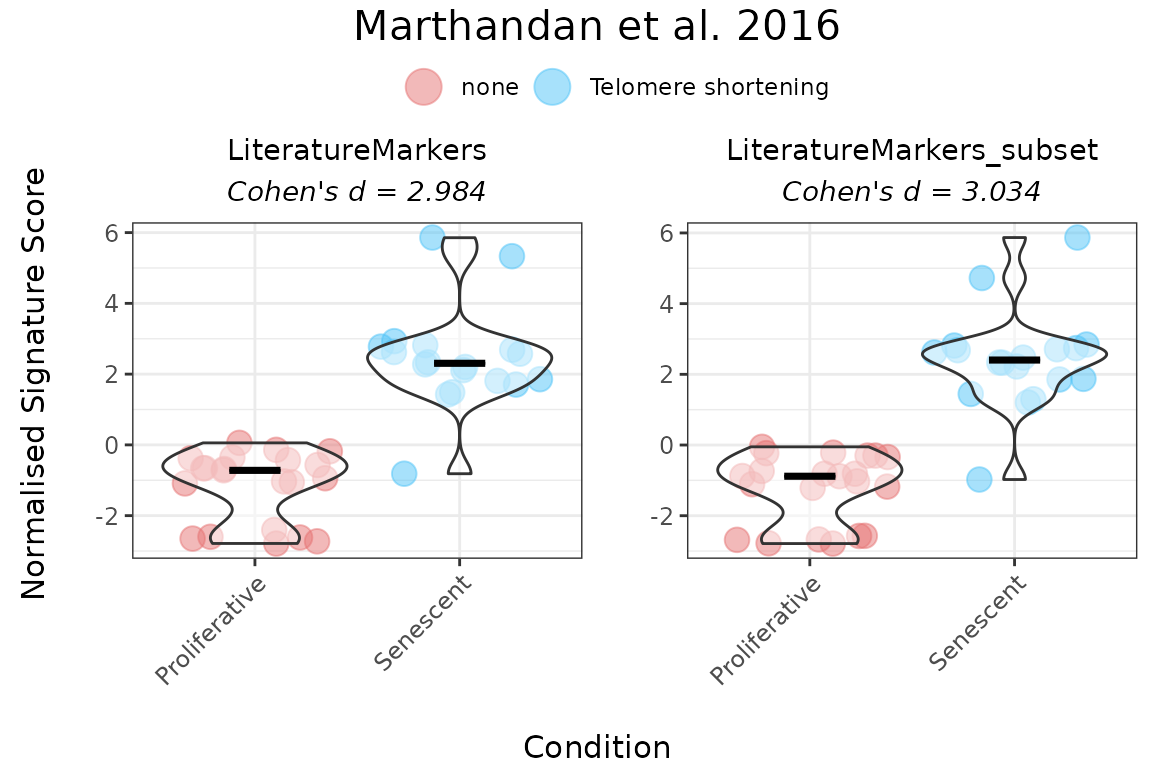 Marthandan et al. 2016
none
Telomere shortening
LiteratureMarkers
LiteratureMarkers_subset
Cohen's d = 2.984
Cohen's d = 3.034
Normalised Signature Score
6
4
2
0
-2
6
4
2
0
-2
Proliferative
Senescent
Proliferative
Senescent
Condition